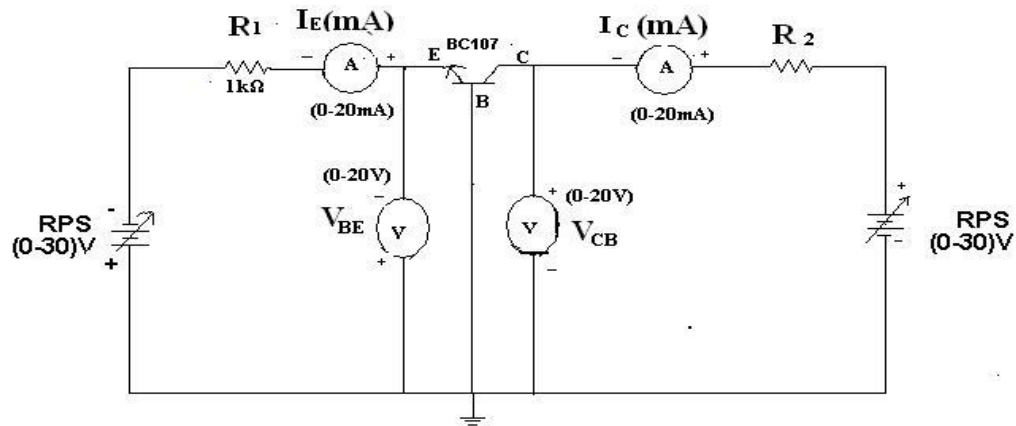 R1
IE(mA)
BC107
IC(mA)
R 2
− A +
E
C
− A +
1kΩ
B
(0-20mA)
(0-20mA)
(0-20V)
(0-20V)
−
+
-
+
RPS
(0-30)V
VBE
V
V
VCB
RPS
(0-30)V
+
+
−
−